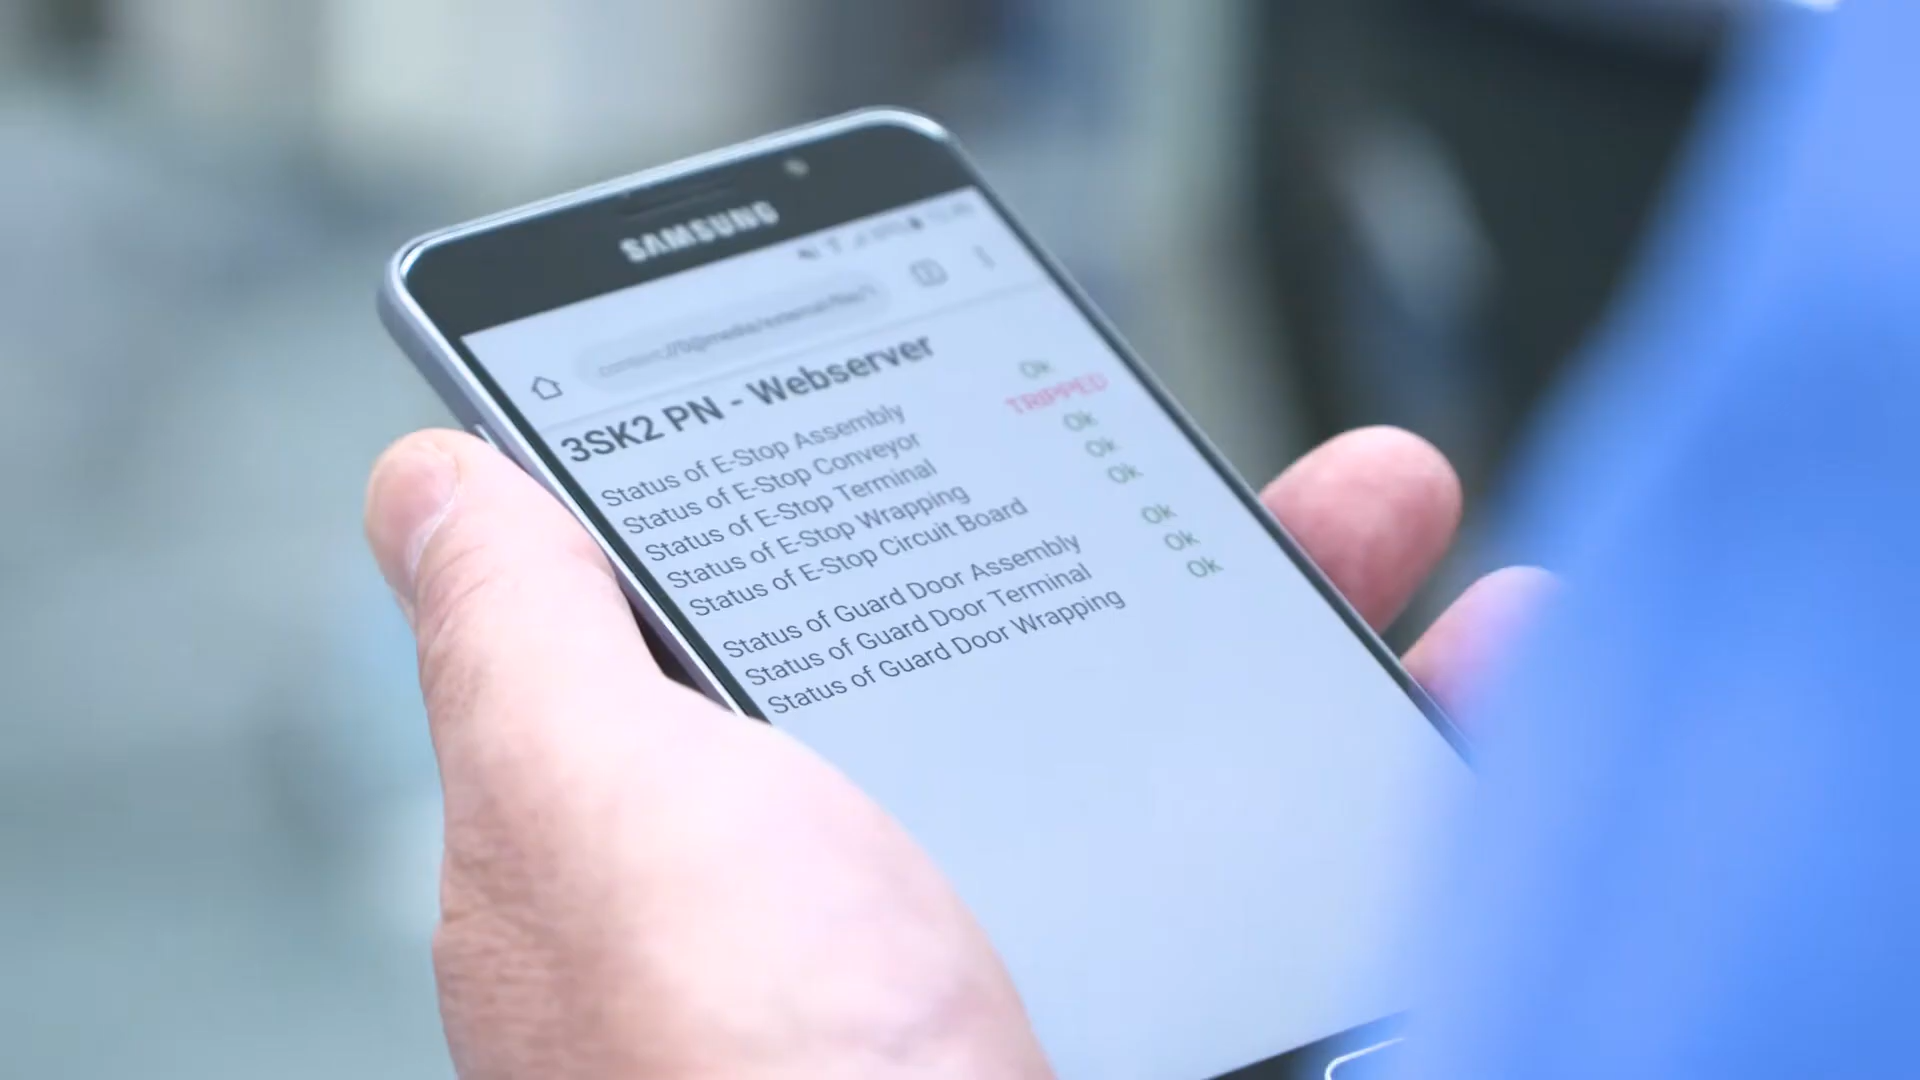 SAMSUNG
3SK2 PN - Webserver
Status of E-Stop Assembly Ok
Status of E-Stop Conveyor TRIPPED
Status of E-Stop Terminal Ok
Status of E-Stop Wrapping Ok
Status of E-Stop Circuit Board Ok
Status of Guard Door Assembly Ok
Status of Guard Door Terminal Ok
Status of Guard Door Wrapping Ok